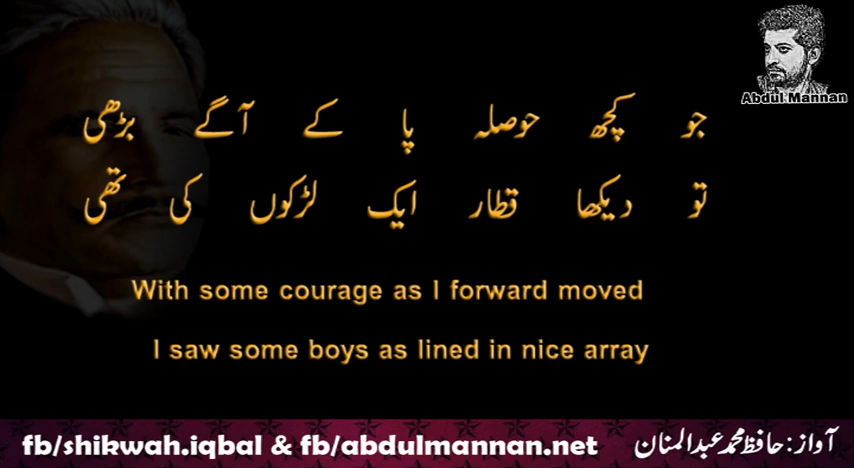 Abdul Mannan
جو کچھ حوصلہ پا کے آگے بڑھی
تو دیکھا قطار ایک لڑکوں کی تھی
With some courage as I forward moved
I saw some boys as lined in nice array
fb/shikwah.iqbal & fb/abdulmannan.net
آواز: حافظ محمد عبدالمنان